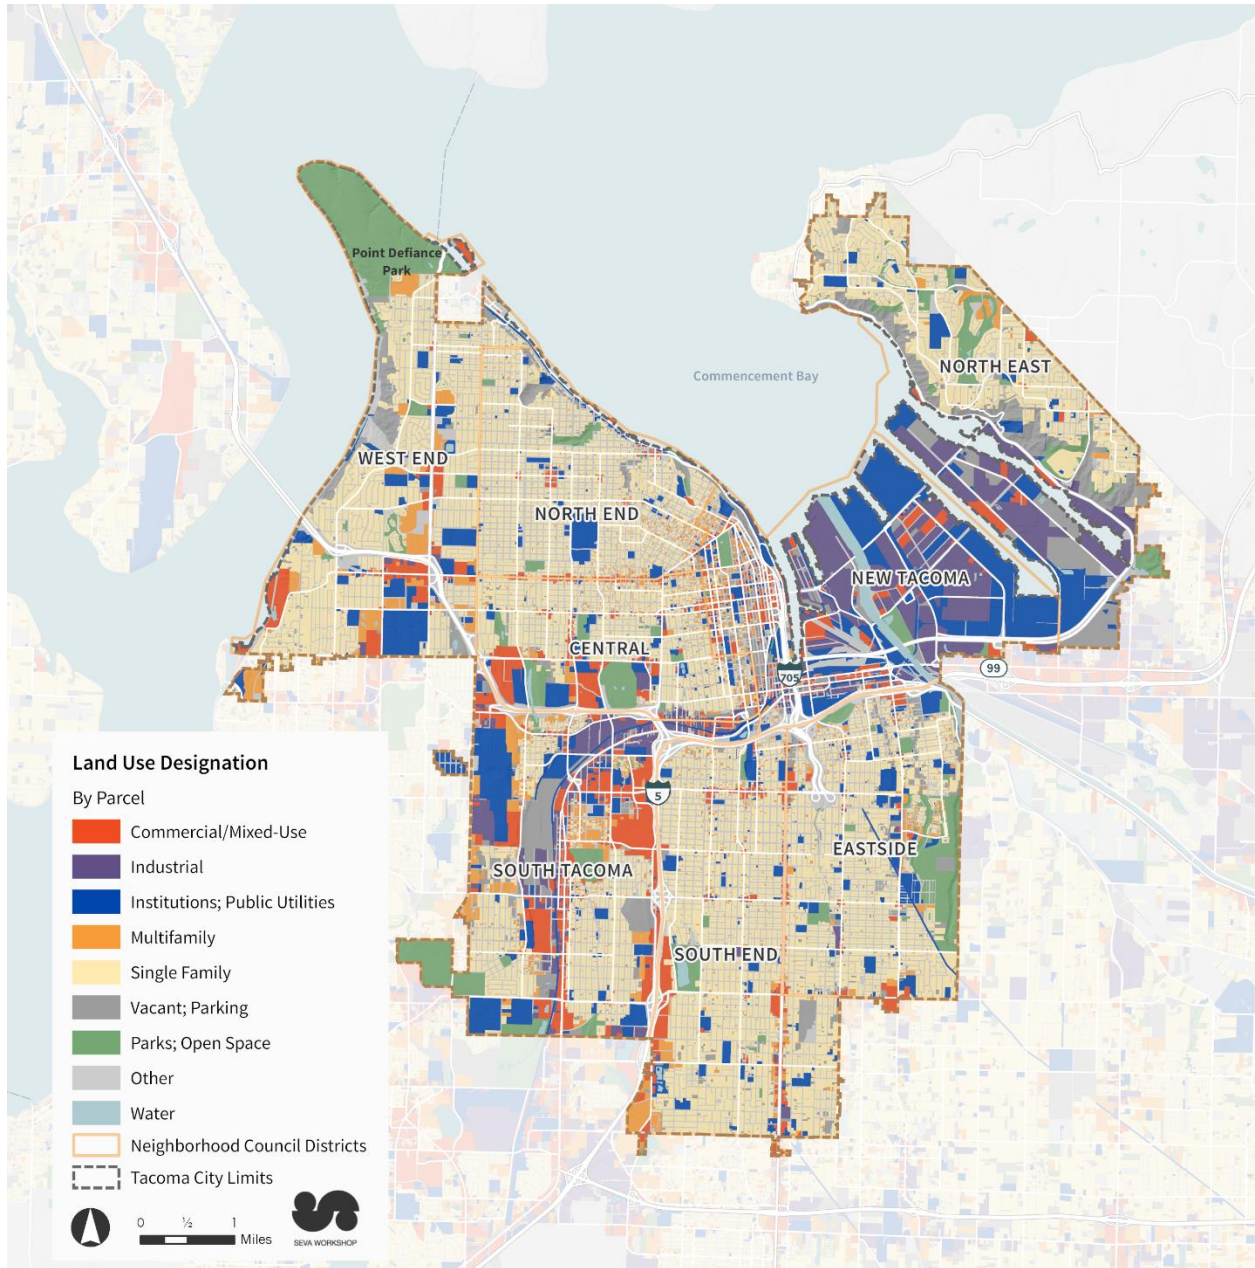 Point Defiance
Park
Commencement Bay
NORTH EAST
WEST END
NORTH END
NEW TACOMA
CENTRAL
705
99
5
EASTSIDE
SOUTH TACOMA
SOUTH END
Land Use Designation
By Parcel
Commercial/Mixed-Use
Industrial
Institutions; Public Utilities
Multifamily
Single Family
Vacant; Parking
Parks; Open Space
Other
Water
Neighborhood Council Districts
Tacoma City Limits
0 ½ 1
Miles
SEVA WORKSHOP